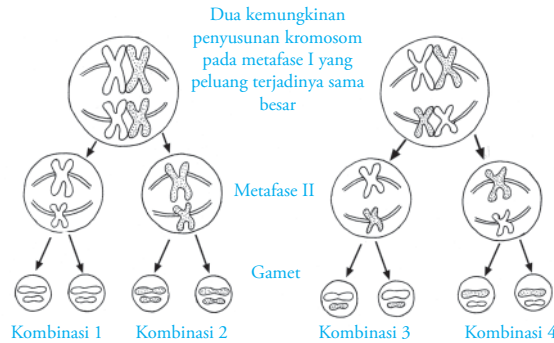 Dua kemungkinan
penyusunan kromosom
pada metafase I yang
peluang terjadinya sama
besar
Metafase II
Gamet
Kombinasi 1
Kombinasi 2
Kombinasi 3
Kombinasi 4